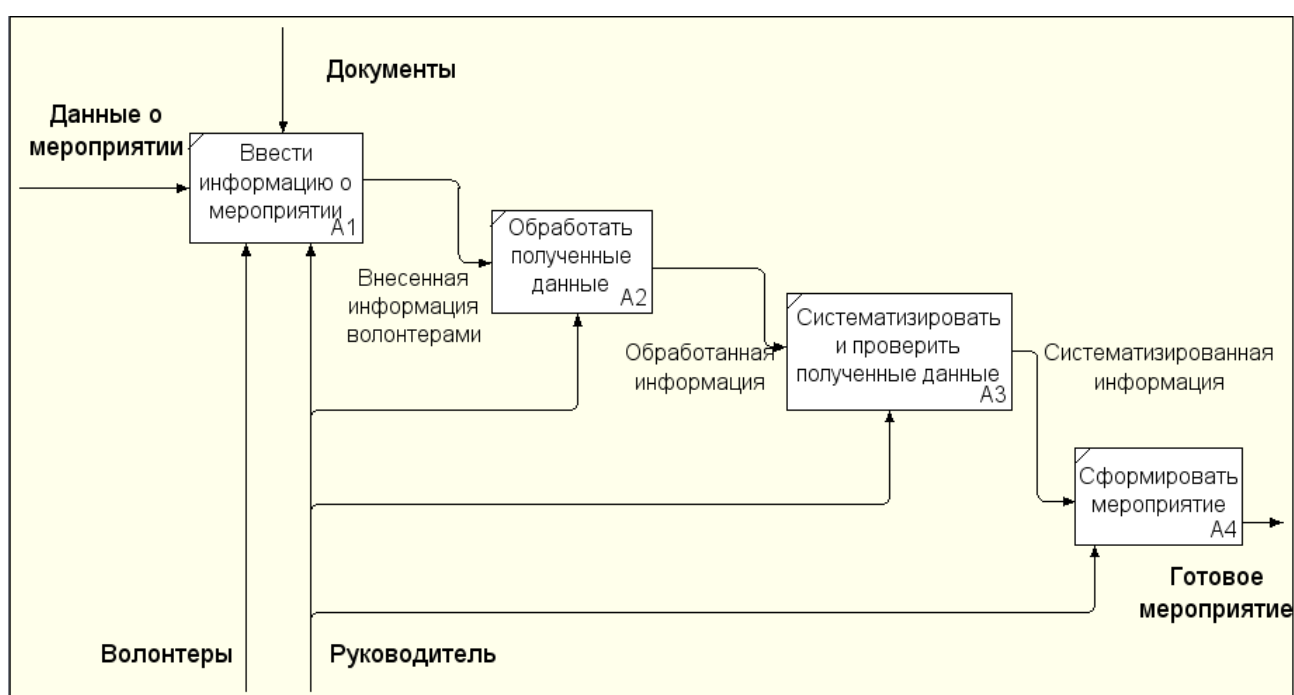 Документы
Данные о
мероприятии
Ввести
информацию о
мероприятии
A1
Обработать
полученные
данные
A2
Внесенная
информация
волонтерами
Систематизировать
и проверить
полученные данные
A3
Обработанная
информация
Систематизированная
информация
Сформировать
мероприятие
A4
Готовое
мероприятие
Волонтеры
Руководитель